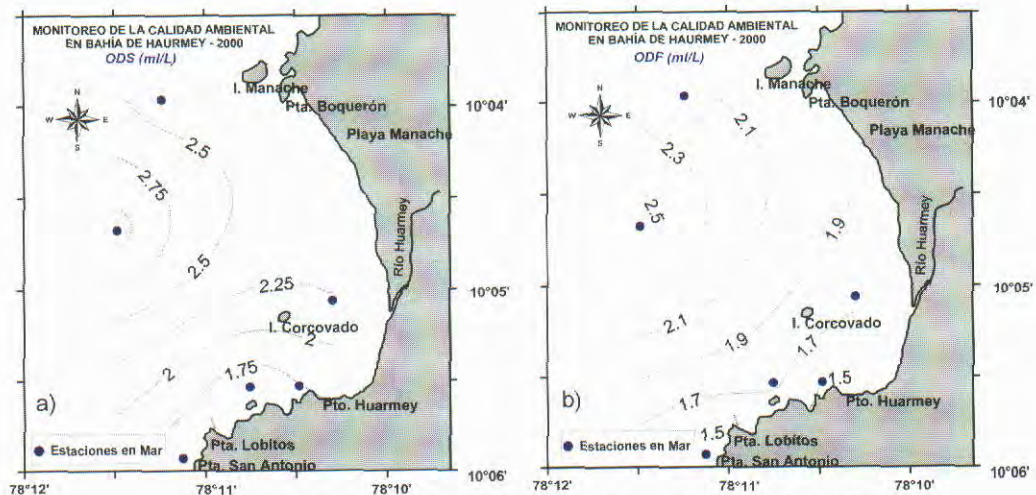 MONITOREO DE LA CALIDAD AMBIENTAL
EN BAHÍA DE HAURMEY - 2000
ODS (ml/L)
N
W
E
S
I. Manache
Pta. Boquerón
Playa Manache
Río Huarmey
2.5
2.75
2.5
2.25
I. Corcovado
2
2
1.75
a)
Pto. Huarmey
Pta. Lobitos
Estaciones en Mar
Pta. San Antonio
10°04'
10°05'
10°06'
78°12'
78°11'
78°10'
MONITOREO DE LA CALIDAD AMBIENTAL
EN BAHÍA DE HAURMEY - 2000
ODF (ml/L)
N
W
E
S
I. Manache
Pta. Boquerón
Playa Manache
Río Huarmey
2.1
2.3
2.5
1.9
2.1
I. Corcovado
1.9
1.7
1.5
1.7
b)
Pto. Huarmey
1.5
Pta. Lobitos
Estaciones en Mar
Pta. San Antonio
10°04'
10°05'
10°06'
78°12'
78°11'
78°10'